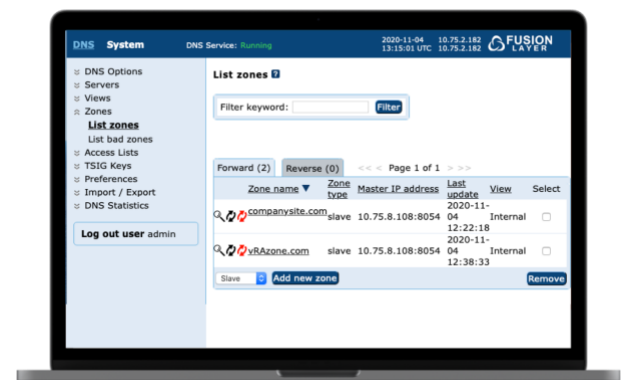 DNS System DNS Service: Running 2020-11-04 10.75.2.182 FUSION
13:15:01 UTC 10.75.2.182 LAYER
DNS Options
Servers
Views
Zones
List zones
List bad zones
Access Lists
TSIG Keys
Preferences
Import / Export
DNS Statistics
Log out user admin
List zones ?
Filter keyword: Filter
Forward (2) Reverse (0) << < Page 1 of 1 > >>
Zone name ▼ Zone type Master IP address Last update View Select
companysite.com slave 10.75.8.108:8054 2020-11-04 12:22:18 Internal
vRAzone.com slave 10.75.8.108:8054 2020-11-04 12:38:33 Internal
Slave Add new zone Remove